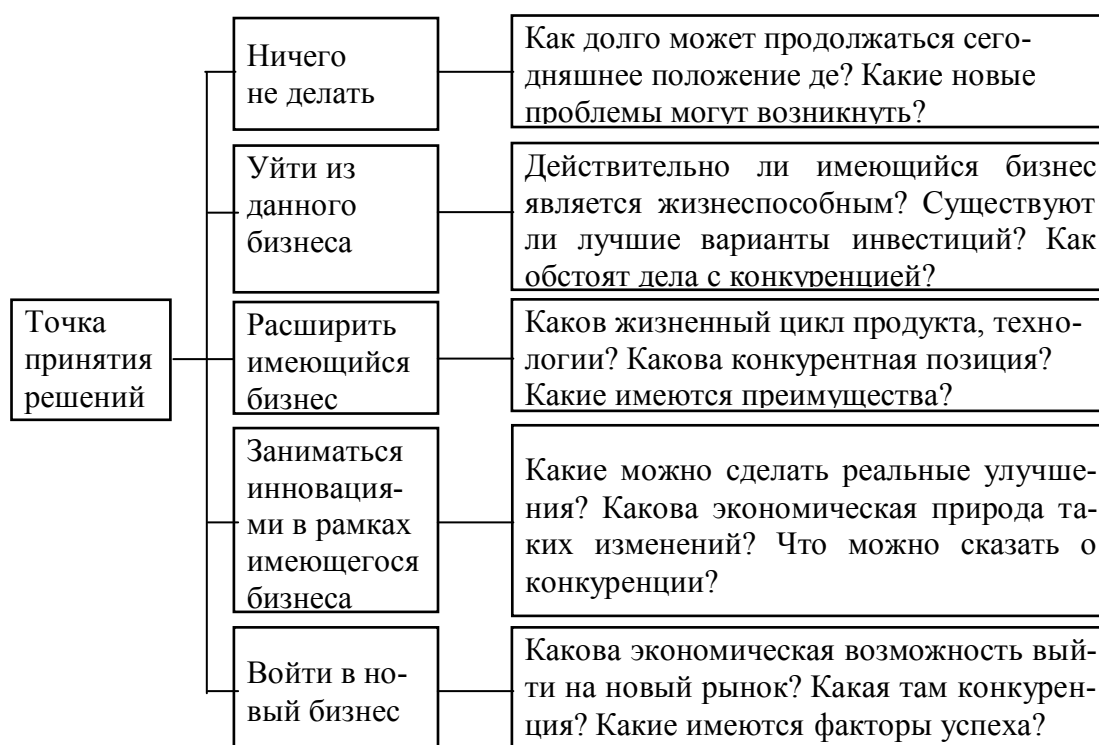 Точка
принятия
решений
Ничего
не делать
Как долго может продолжаться сего-
дняшнее положение де? Какие новые
проблемы могут возникнуть?
Уйти из
данного
бизнеса
Действительно ли имеющийся бизнес
является жизнеспособным? Существуют
ли лучшие варианты инвестиций? Как
обстоят дела с конкуренцией?
Расширить
имеющийся
бизнес
Каков жизненный цикл продукта, техно-
логии? Какова конкурентная позиция?
Какие имеются преимущества?
Заниматься
инновация-
ми в рамках
имеющегося
бизнеса
Какие можно сделать реальные улучше-
ния? Какова экономическая природа та-
ких изменений? Что можно сказать о
конкуренции?
Войти в но-
вый бизнес
Какова экономическая возможность вый-
ти на новый рынок? Какая там конкурен-
ция? Какие имеются факторы успеха?